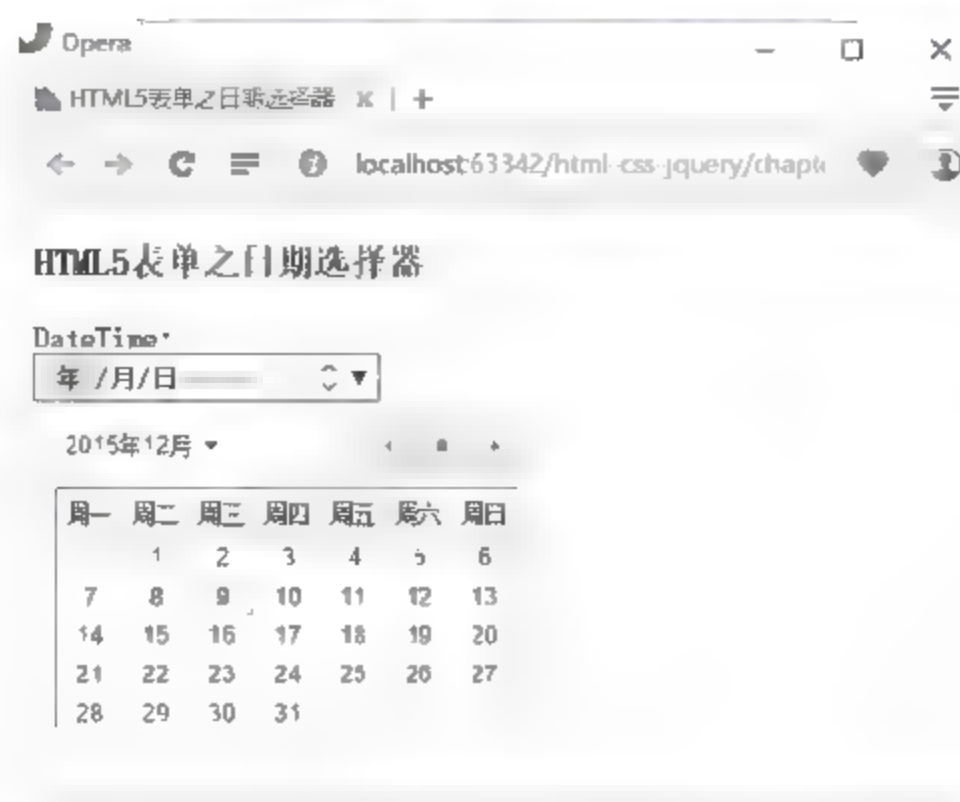 Opera
HTML5表单之日期选择器
localhost:63342/html-css-jquery/chapte
HTML5表单之日期选择器
DateTime:
年 /月/日
2015年12月
周一 周二 周三 周四 周五 周六 周日
1 2 3 4 5 6
7 8 9 10 11 12 13
14 15 16 17 18 19 20
21 22 23 24 25 26 27
28 29 30 31